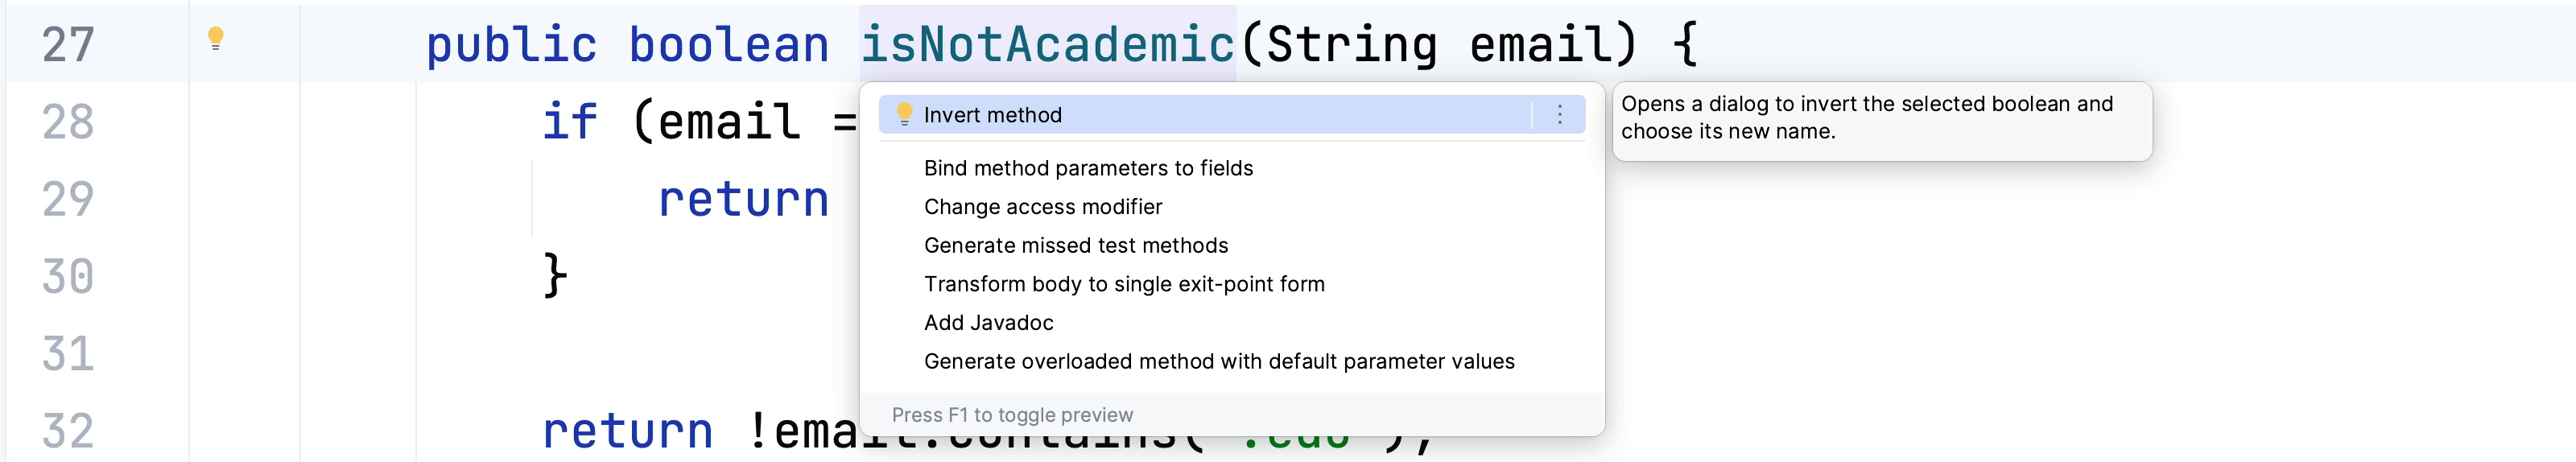 27 public boolean isNotAcademic(String email) {
28 if (email =
29 return
30 }
31
32 return !email.contains(".edu");
Invert method
Bind method parameters to fields
Change access modifier
Generate missed test methods
Transform body to single exit-point form
Add Javadoc
Generate overloaded method with default parameter values
Press F1 to toggle preview
Opens a dialog to invert the selected boolean and
choose its new name.